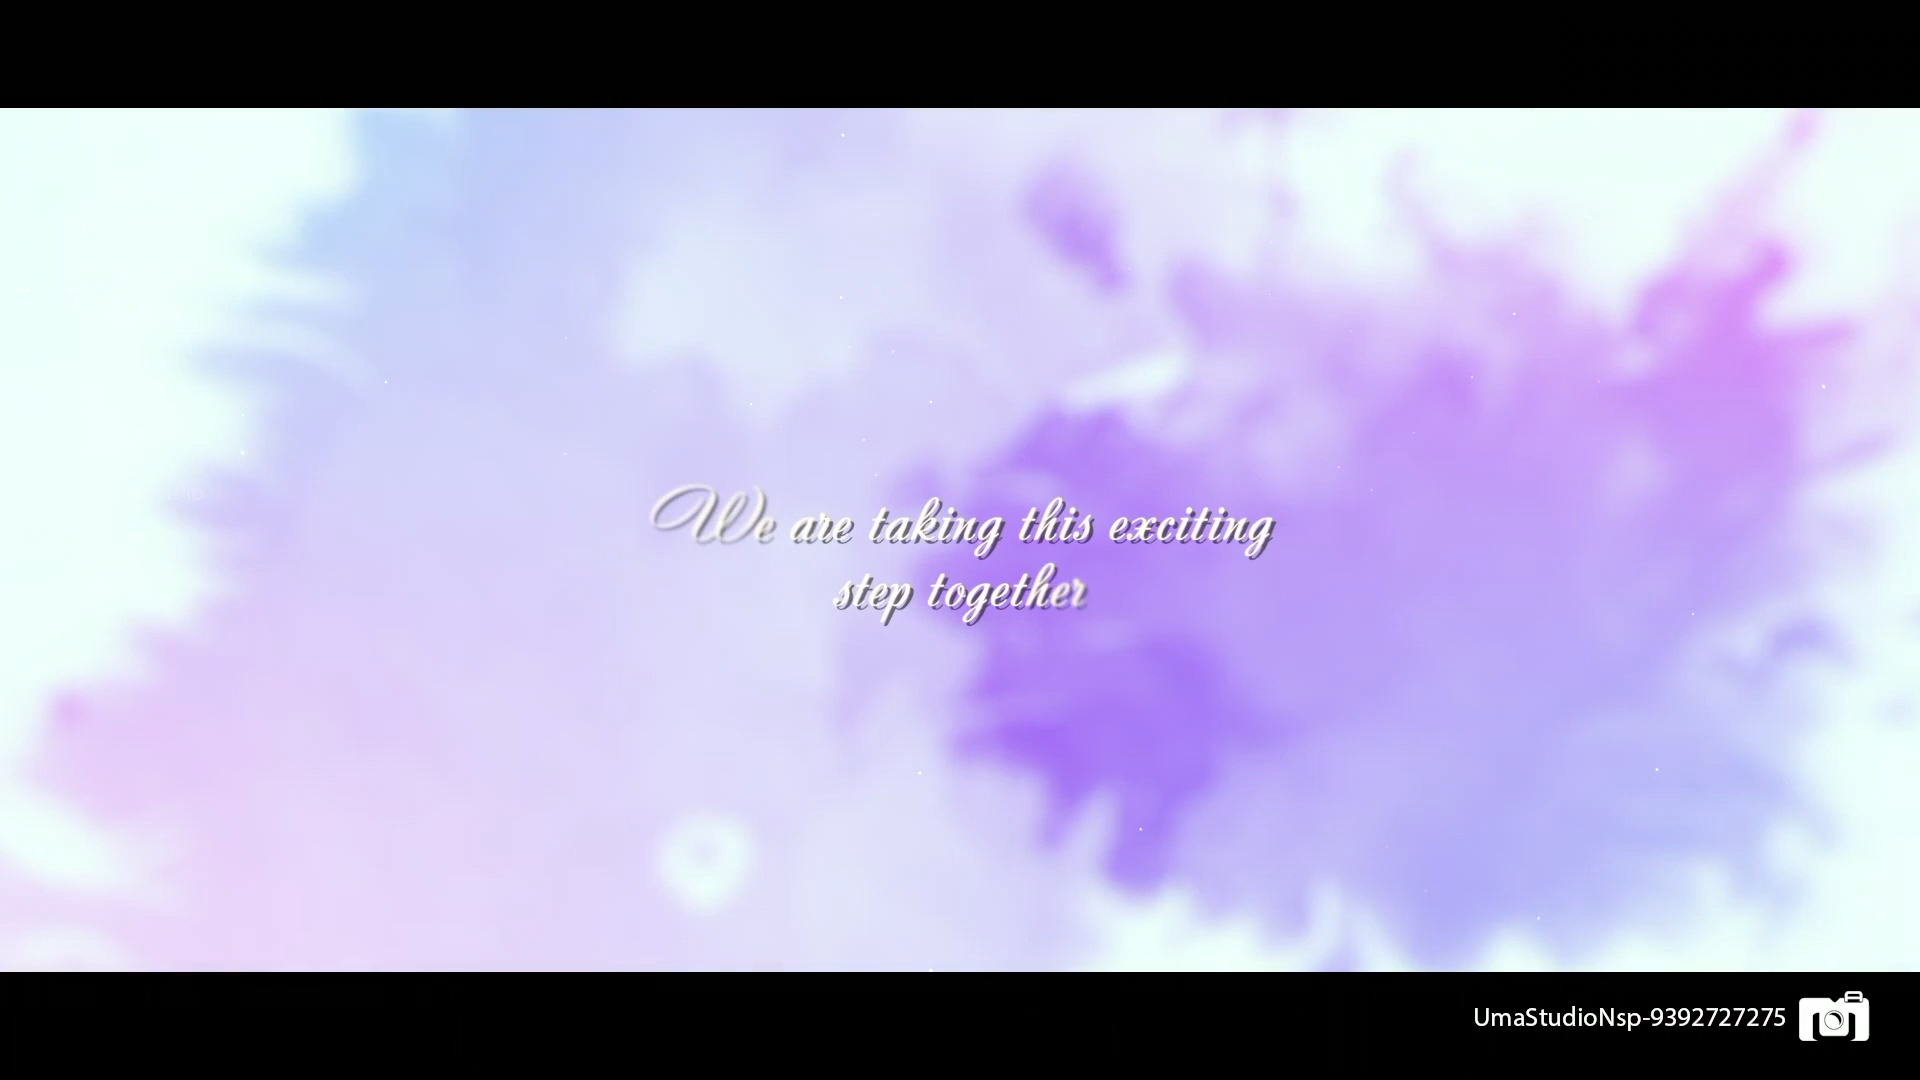 We are taking this exciting
step together
UmaStudioNsp-9392727275